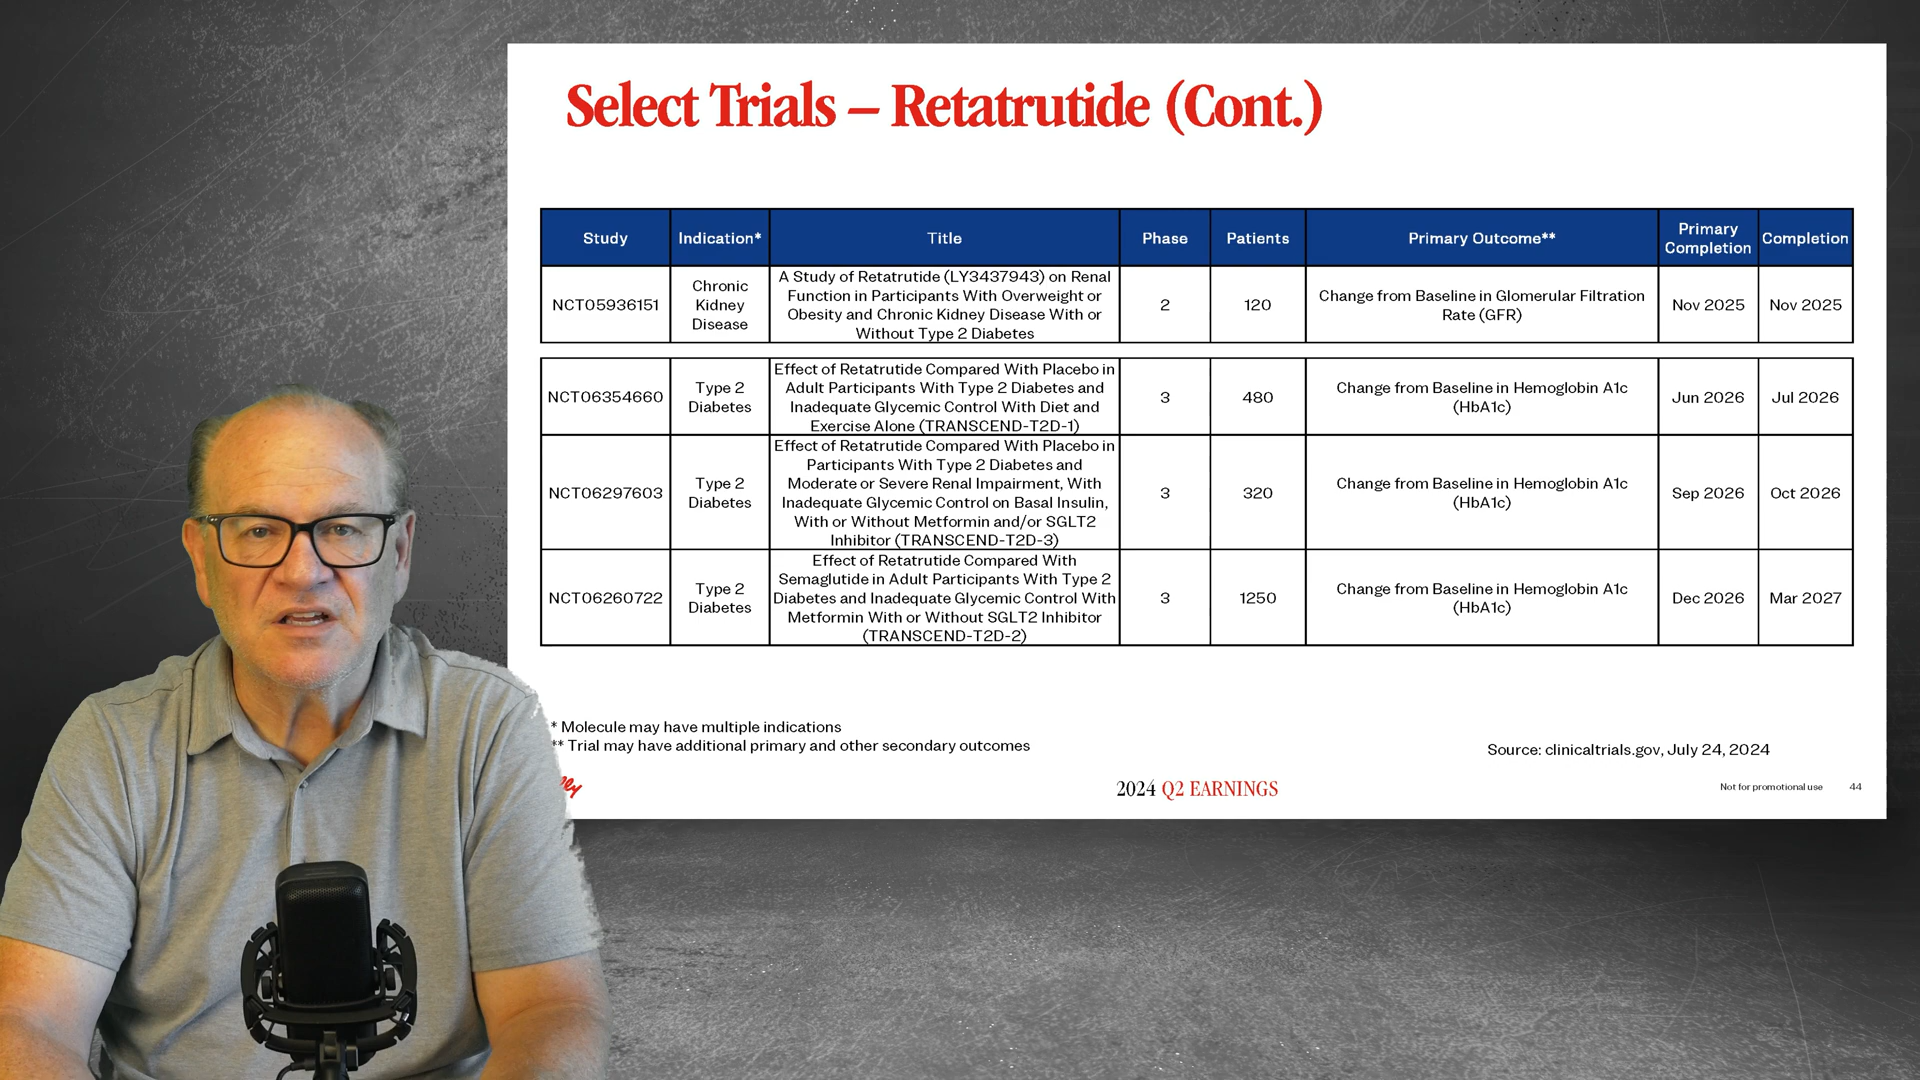 Select Trials – Retatrutide (Cont.)
Study
Indication*
Title
Phase
Patients
Primary Outcome**
Primary
Completion
Completion
NCT05936151
Chronic
Kidney
Disease
A Study of Retatrutide (LY3437943) on Renal
Function in Participants With Overweight or
Obesity and Chronic Kidney Disease With or
Without Type 2 Diabetes
2
120
Change from Baseline in Glomerular Filtration
Rate (GFR)
Nov 2025
Nov 2025
NCT06354660
Type 2
Diabetes
Effect of Retatrutide Compared With Placebo in
Adult Participants With Type 2 Diabetes and
Inadequate Glycemic Control With Diet and
Exercise Alone (TRANSCEND-T2D-1)
3
480
Change from Baseline in Hemoglobin A1c
(HbA1c)
Jun 2026
Jul 2026
NCT06297603
Type 2
Diabetes
Effect of Retatrutide Compared With Placebo in
Participants With Type 2 Diabetes and
Moderate or Severe Renal Impairment, With
Inadequate Glycemic Control on Basal Insulin,
With or Without Metformin and/or SGLT2
Inhibitor (TRANSCEND-T2D-3)
3
320
Change from Baseline in Hemoglobin A1c
(HbA1c)
Sep 2026
Oct 2026
NCT06260722
Type 2
Diabetes
Effect of Retatrutide Compared With
Semaglutide in Adult Participants With Type 2
Diabetes and Inadequate Glycemic Control With
Metformin With or Without SGLT2 Inhibitor
(TRANSCEND-T2D-2)
3
1250
Change from Baseline in Hemoglobin A1c
(HbA1c)
Dec 2026
Mar 2027
* Molecule may have multiple indications
** Trial may have additional primary and other secondary outcomes
Source: clinicaltrials.gov, July 24, 2024
2024 Q2 EARNINGS
Not for promotional use
44